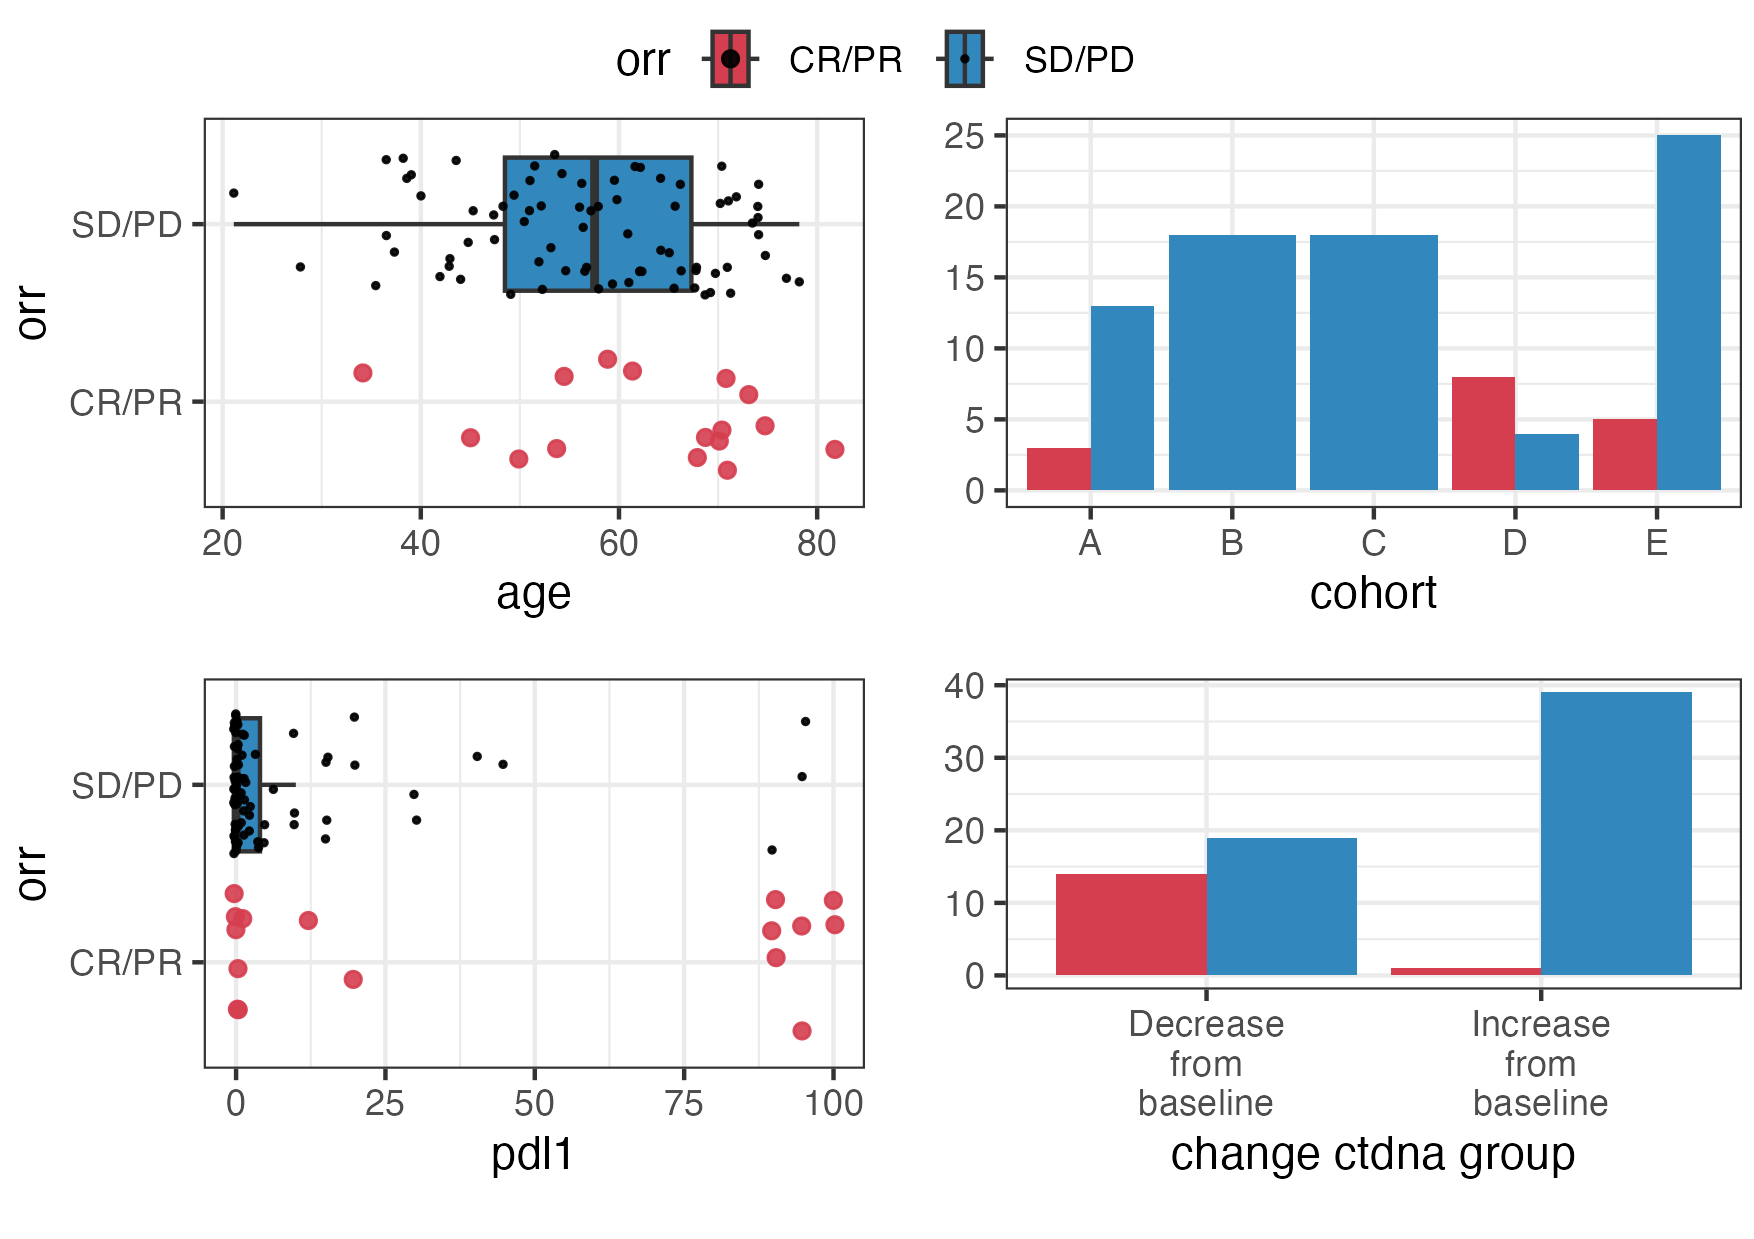 orr CR/PR SD/PD
SD/PD
CR/PR
orr
20 40 60 80
age
25
20
15
10
5
0
A B C D E
cohort
SD/PD
CR/PR
orr
0 25 50 75 100
pdl1
40
30
20
10
0
Decrease
from
baseline
Increase
from
baseline
change ctdna group